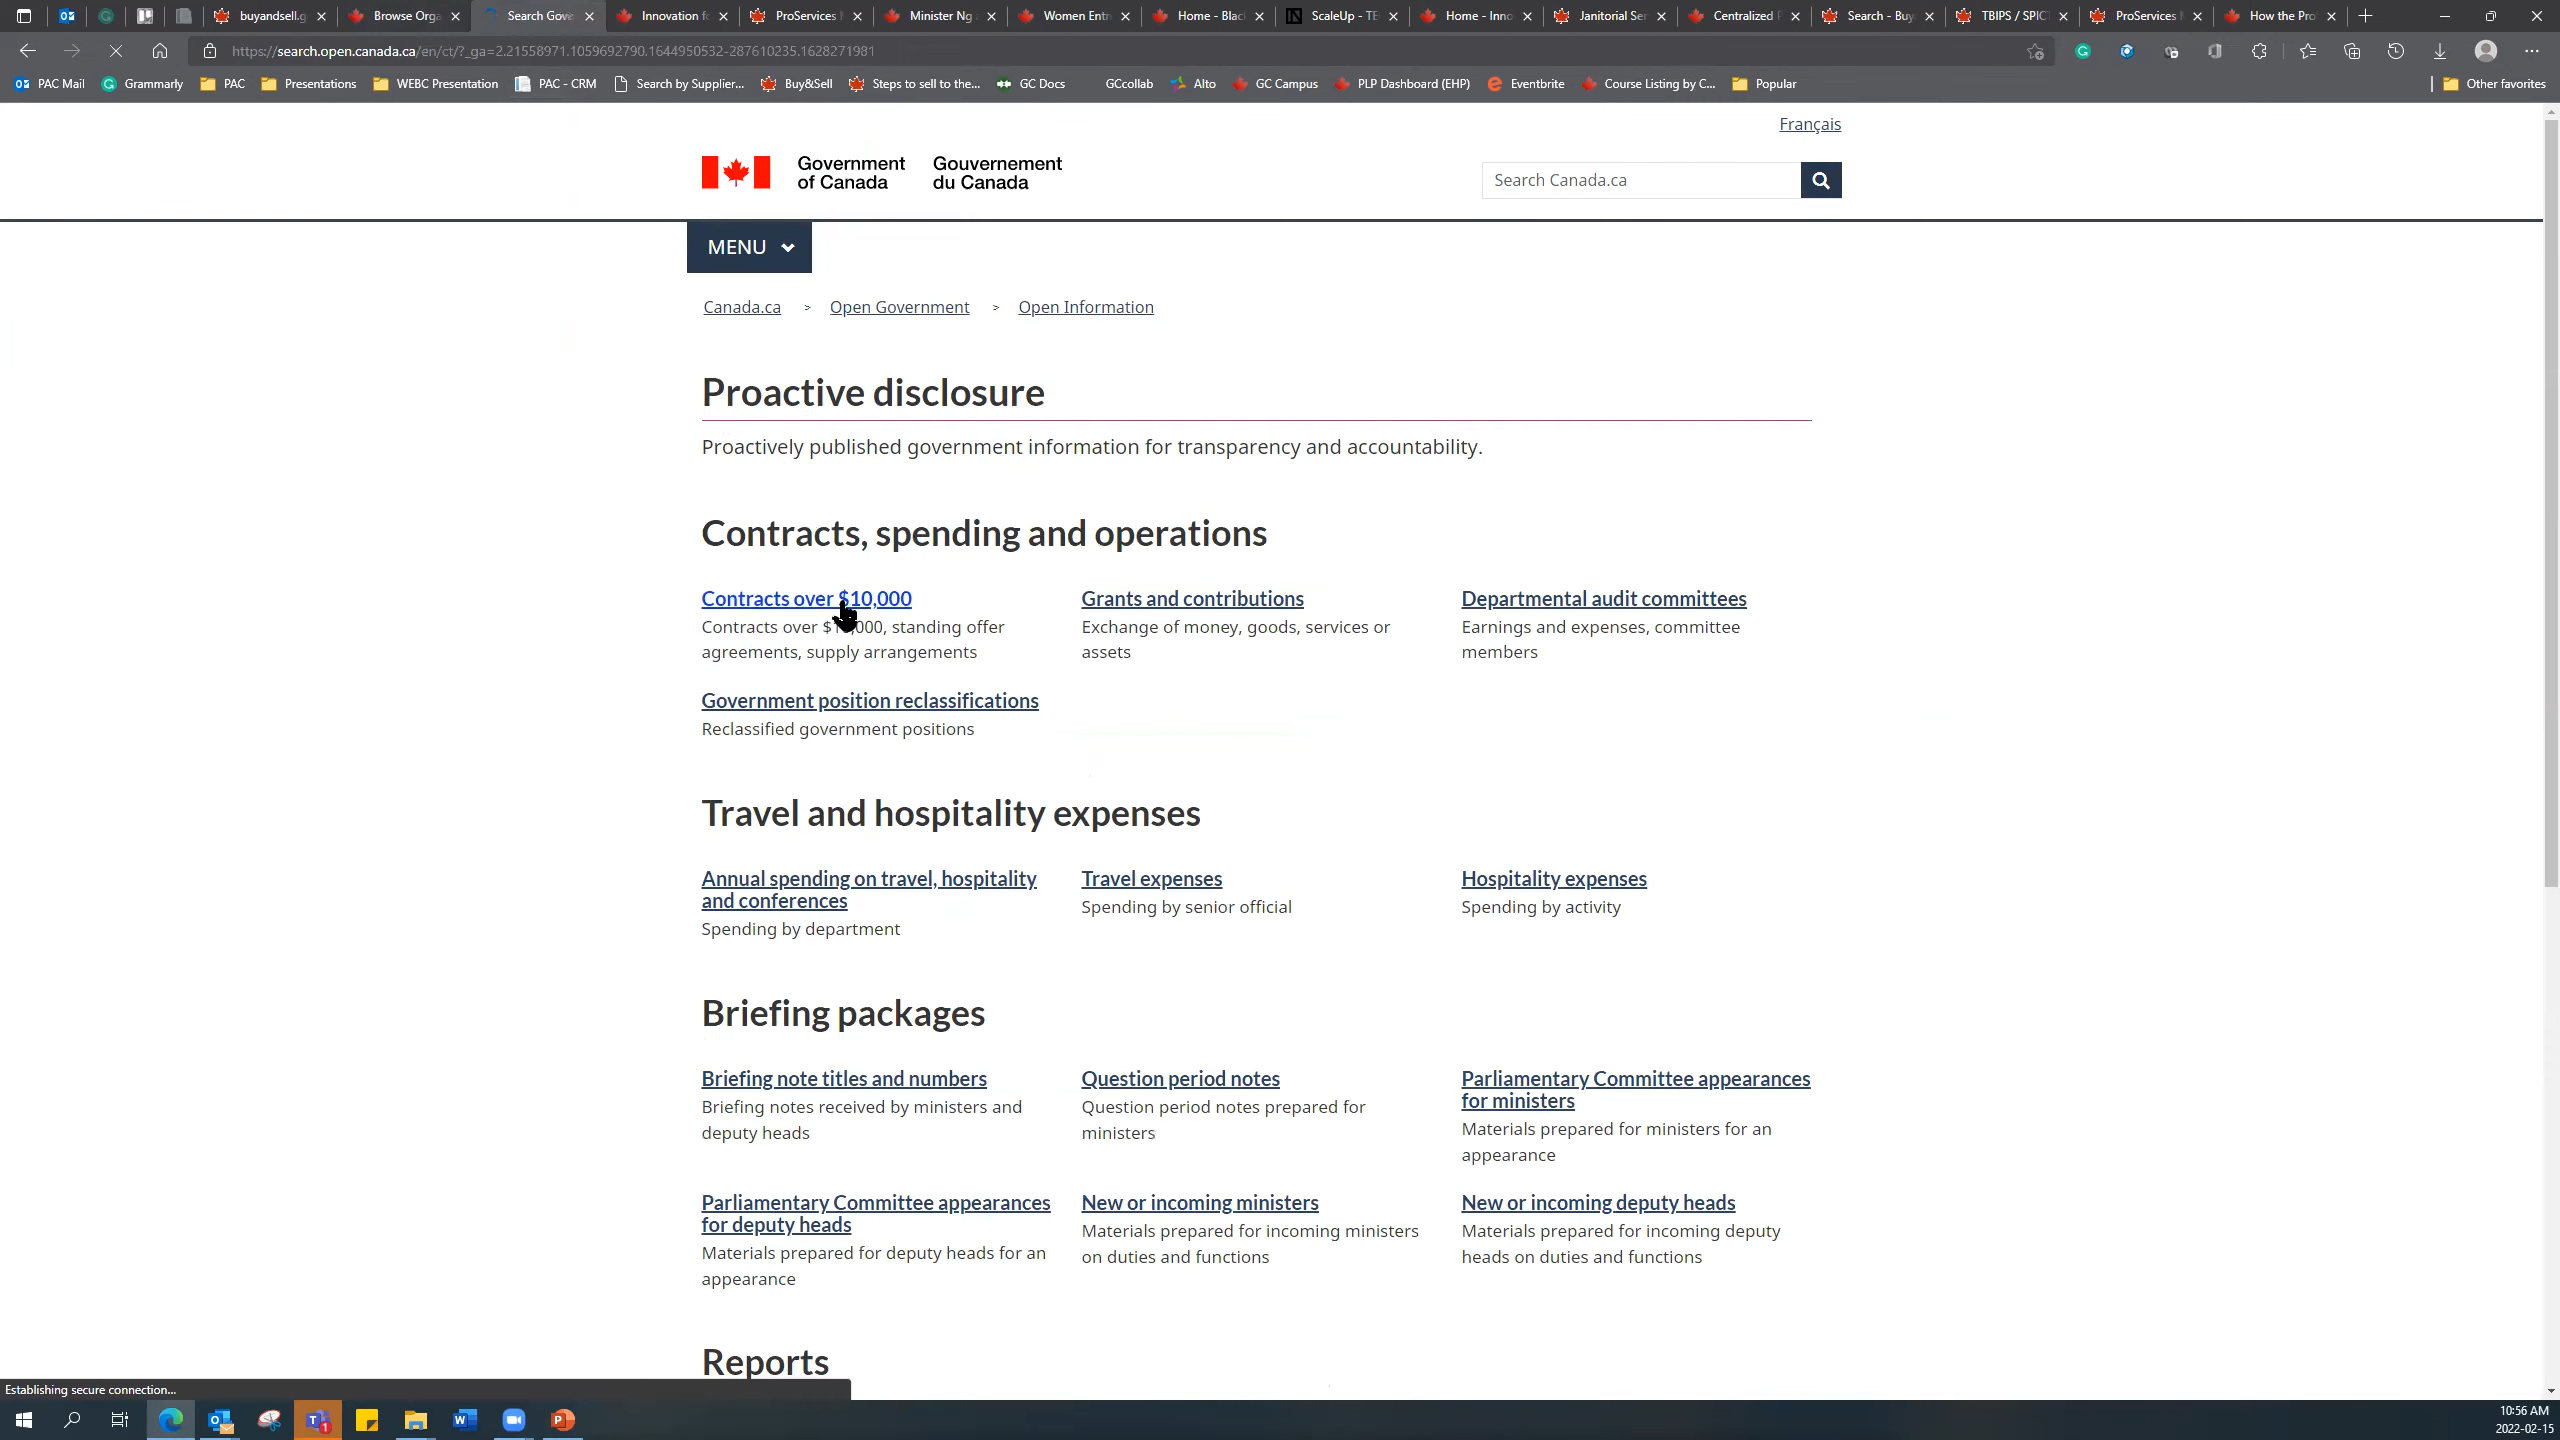 buyandsell.g
Browse Orga
Search Gove
Innovation fo
ProServices
Minister Ng
Women Entr
Home - Blac
ScaleUp - TE
Home - Inno
Janitorial Ser
Centralized P
Search - Buy
TBIPS / SPIC
ProServices
How the Pro
https://search.open.canada.ca/en/ct/?_ga=2.21558971.1059692790.1644950532-287610235.1628271981
PAC Mail
Grammarly
PAC
Presentations
WEBC Presentation
PAC - CRM
Search by Supplier...
Buy&Sell
Steps to sell to the...
GC Docs
GCcollab
Alto
GC Campus
PLP Dashboard (EHP)
Eventbrite
Course Listing by C...
Popular
Other favorites
Français
Government of Canada
Gouvernement du Canada
Search Canada.ca
MENU
Canada.ca > Open Government > Open Information
Proactive disclosure
Proactively published government information for transparency and accountability.
Contracts, spending and operations
Contracts over $10,000
Contracts over $ 000, standing offer
agreements, supply arrangements
Grants and contributions
Exchange of money, goods, services or
assets
Departmental audit committees
Earnings and expenses, committee
members
Government position reclassifications
Reclassified government positions
Travel and hospitality expenses
Annual spending on travel, hospitality
and conferences
Spending by department
Travel expenses
Spending by senior official
Hospitality expenses
Spending by activity
Briefing packages
Briefing note titles and numbers
Briefing notes received by ministers and
deputy heads
Question period notes
Question period notes prepared for
ministers
Parliamentary Committee appearances
for ministers
Materials prepared for ministers for an
appearance
Parliamentary Committee appearances
for deputy heads
Materials prepared for deputy heads for an
appearance
New or incoming ministers
Materials prepared for incoming ministers
on duties and functions
New or incoming deputy heads
Materials prepared for incoming deputy
heads on duties and functions
Reports
Establishing secure connection...
10:56 AM
2022-02-15